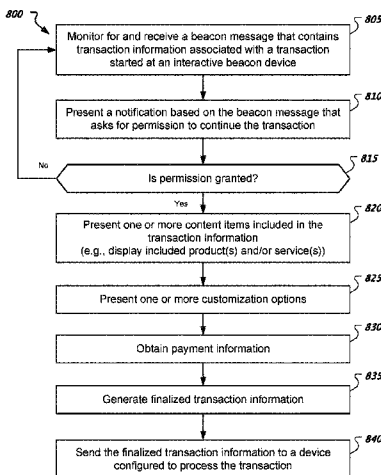 800
805
Monitor for and receive a beacon message that contains
transaction information associated with a transaction
started at an interactive beacon device
810
Present a notification based on the beacon message that
asks for permission to continue the transaction
815
No
Is permission granted?
Yes
820
Present one or more content items included in the
transaction information
(e.g., display included product(s) and/or service(s))
825
Present one or more customization options
830
Obtain payment information
835
Generate finalized transaction information
840
Send the finalized transaction information to a device
configured to process the transaction